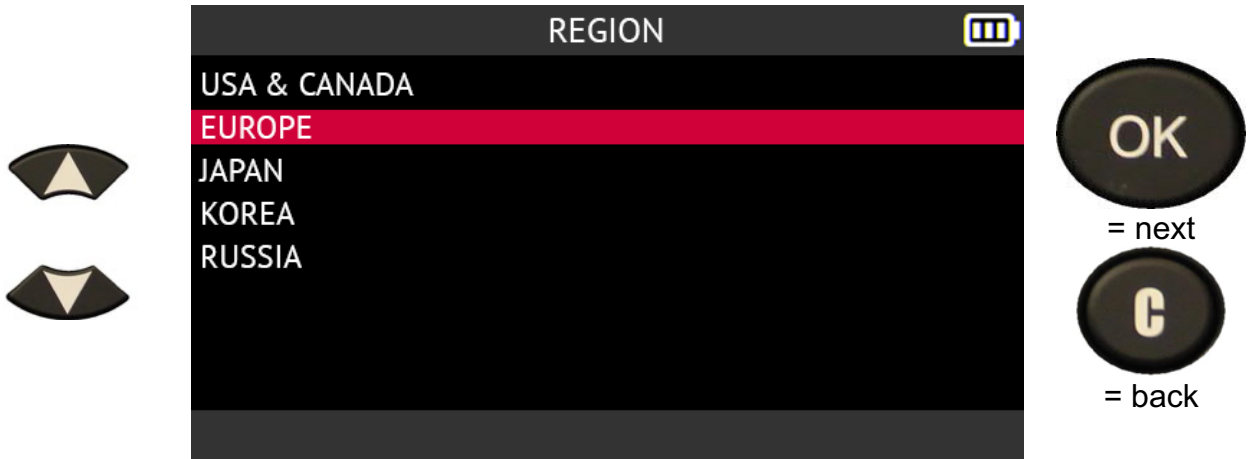 REGION
USA & CANADA
EUROPE
JAPAN
KOREA
RUSSIA
OK
= next
C
= back